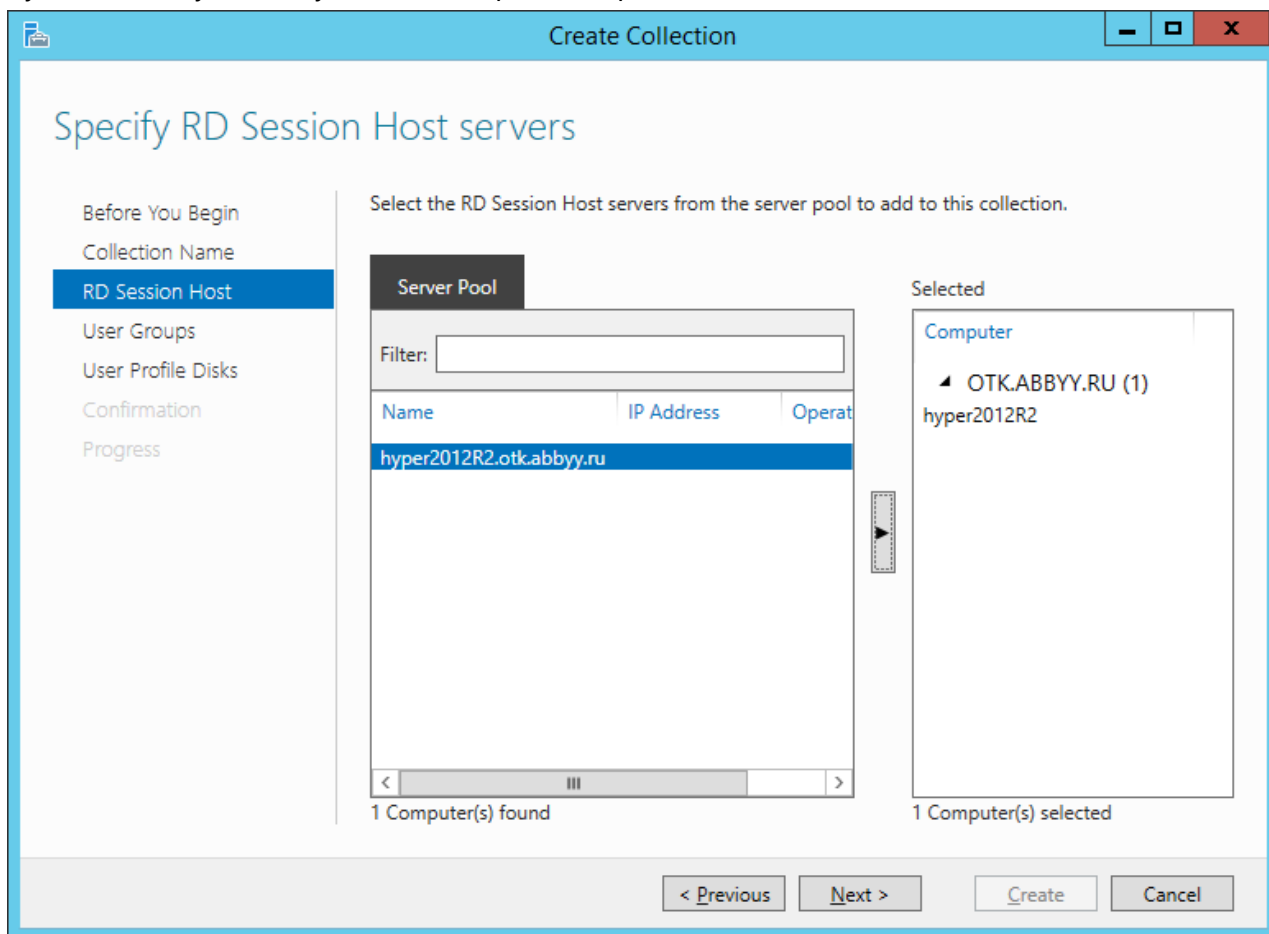 Create Collection
Specify RD Session Host servers
Before You Begin
Collection Name
RD Session Host
User Groups
User Profile Disks
Confirmation
Progress
Select the RD Session Host servers from the server pool to add to this collection.
Server Pool
Filter:
Name IP Address Operat
hyper2012R2.otk.abbyy.ru
1 Computer(s) found
Selected
Computer
OTK.ABBYY.RU (1)
hyper2012R2
1 Computer(s) selected
< Previous Next > Create Cancel